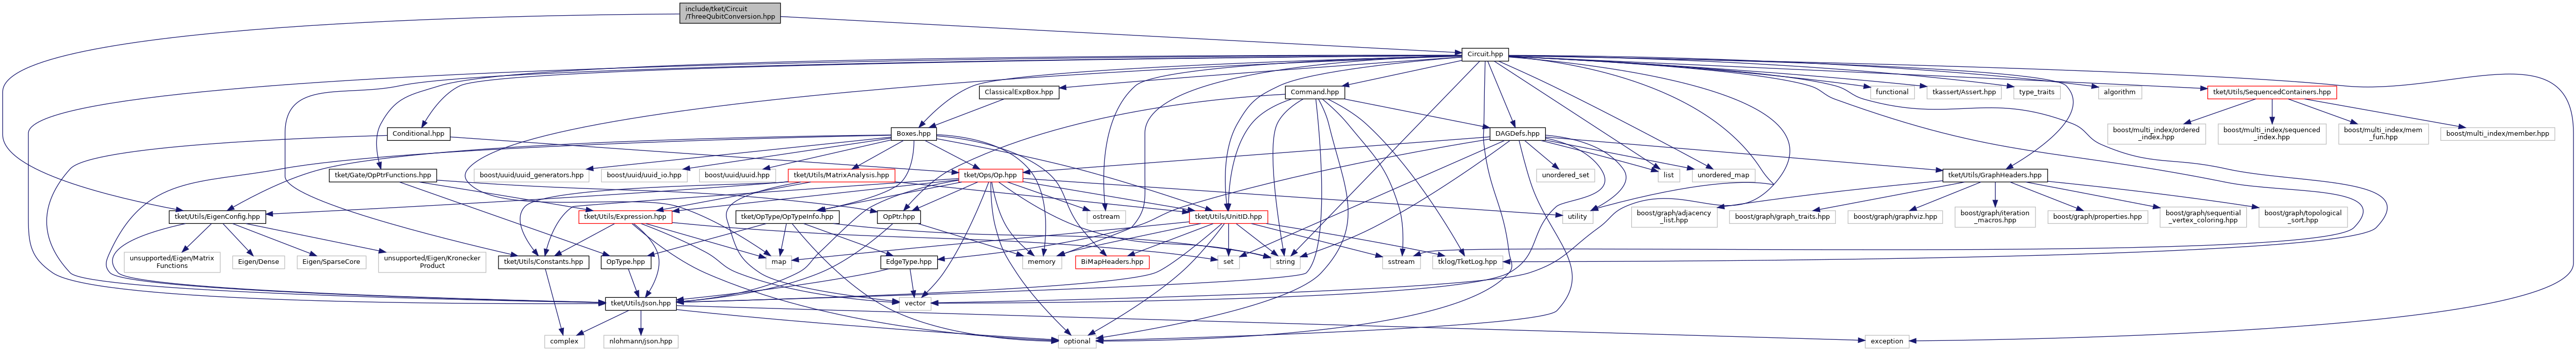 include/tket/Circuit
/ThreeQubitConversion.hpp
Circuit.hpp
ClassicalExpBox.hpp
Command.hpp
functional
tkassert/Assert.hpp
type_traits
algorithm
tket/Utils/SequencedContainers.hpp
Conditional.hpp
Boxes.hpp
DAGDefs.hpp
boost/multi_index/ordered
_index.hpp
boost/multi_index/sequenced
_index.hpp
boost/multi_index/mem
_fun.hpp
boost/multi_index/member.hpp
tket/Gate/OpPtrFunctions.hpp
boost/uuid/uuid_generators.hpp
boost/uuid/uuid_io.hpp
boost/uuid/uuid.hpp
tket/Utils/MatrixAnalysis.hpp
tket/Ops/Op.hpp
unordered_set
list
unordered_map
tket/Utils/GraphHeaders.hpp
tket/Utils/EigenConfig.hpp
tket/Utils/Expression.hpp
tket/OpType/OpTypeInfo.hpp
OpPtr.hpp
ostream
tket/Utils/UnitID.hpp
utility
boost/graph/adjacency
_list.hpp
boost/graph/graph_traits.hpp
boost/graph/graphviz.hpp
boost/graph/iteration
_macros.hpp
boost/graph/properties.hpp
boost/graph/sequential
_vertex_coloring.hpp
boost/graph/topological
_sort.hpp
unsupported/Eigen/Matrix
Functions
Eigen/Dense
Eigen/SparseCore
unsupported/Eigen/Kronecker
Product
tket/Utils/Constants.hpp
OpType.hpp
map
EdgeType.hpp
memory
BiMapHeaders.hpp
set
string
sstream
tklog/TketLog.hpp
tket/Utils/Json.hpp
vector
complex
nlohmann/json.hpp
optional
exception